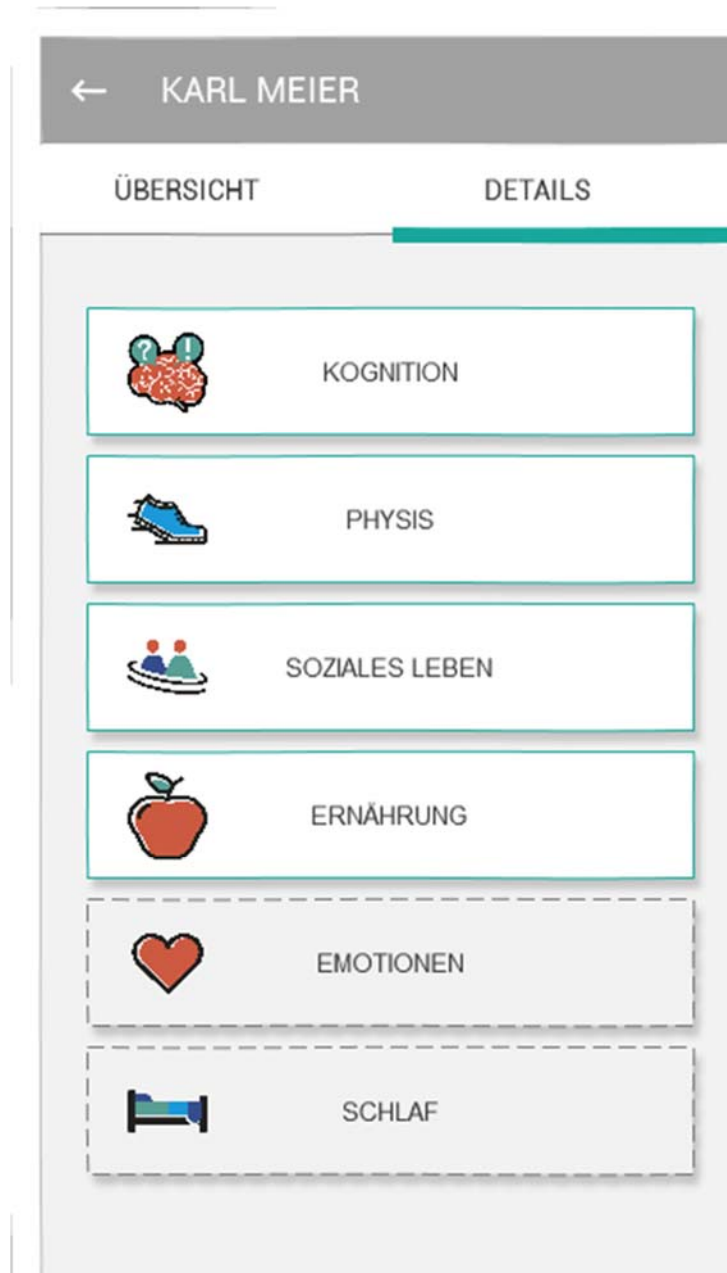 ← KARL MEIER
ÜBERSICHT DETAILS
? !
KOGNITION
PHYSIS
SOZIALES LEBEN
ERNÄHRUNG
EMOTIONEN
SCHLAF